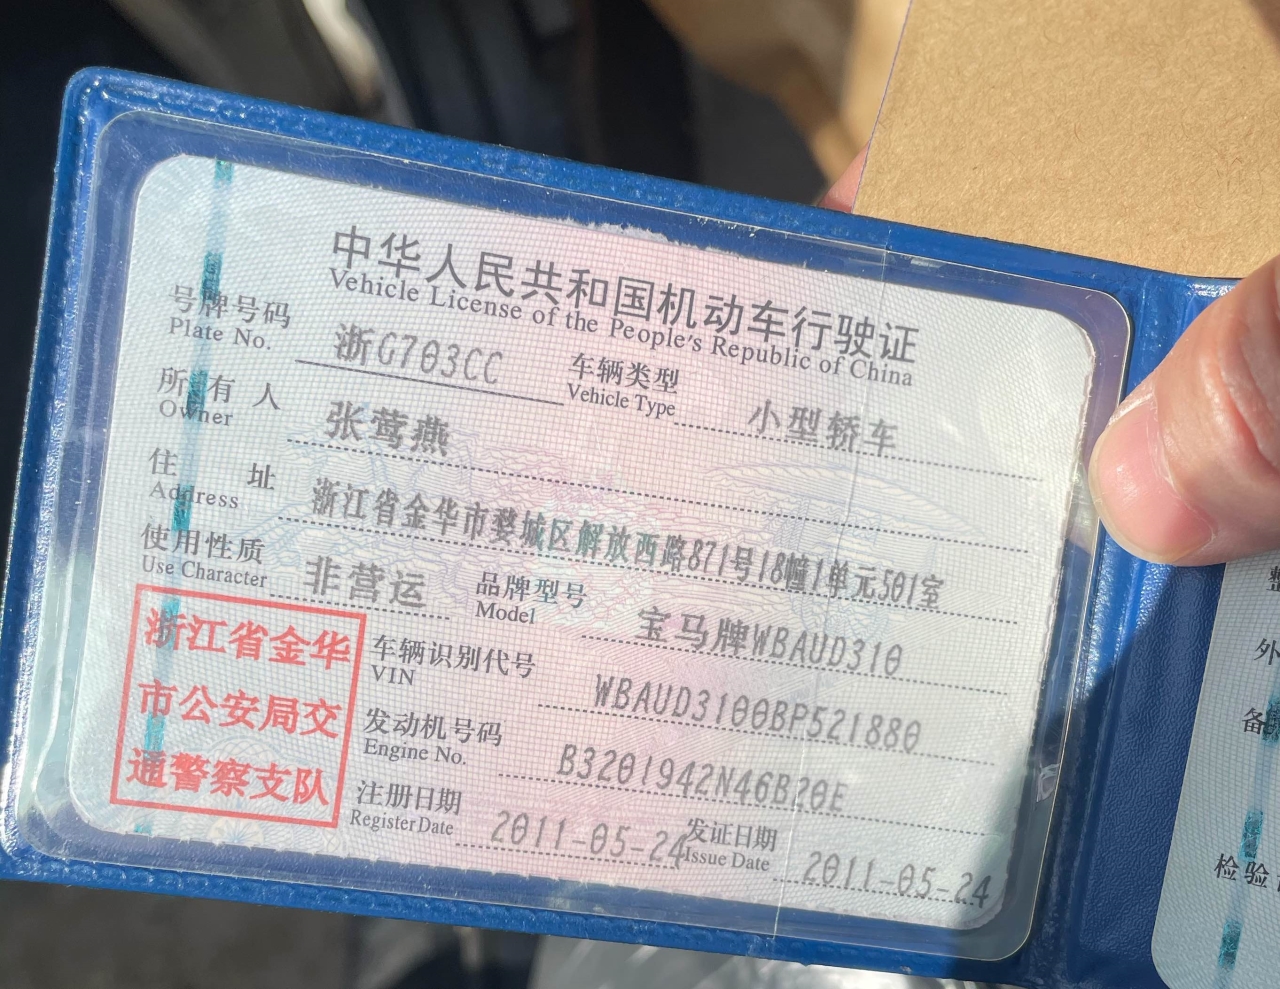 中华人民共和国机动车行驶证
Vehicle License of the People's Republic of China
号牌号码 浙G703CC 车辆类型 小型轿车
Plate No. Vehicle Type
所有人 张莺燕
Owner
住址 浙江省金华市婺城区解放西路871号18幢1单元501室
Address
使用性质 非营运 品牌型号 宝马牌WBAUD310
Use Character Model
浙江省金华
市公安局交
通警察支队
车辆识别代号 WBAUD3100BP521880
VIN
发动机号码 B3201942N46B20E
Engine No.
注册日期 2011-05-24 发证日期 2011-05-24
Register Date Issue Date
外
备
检验